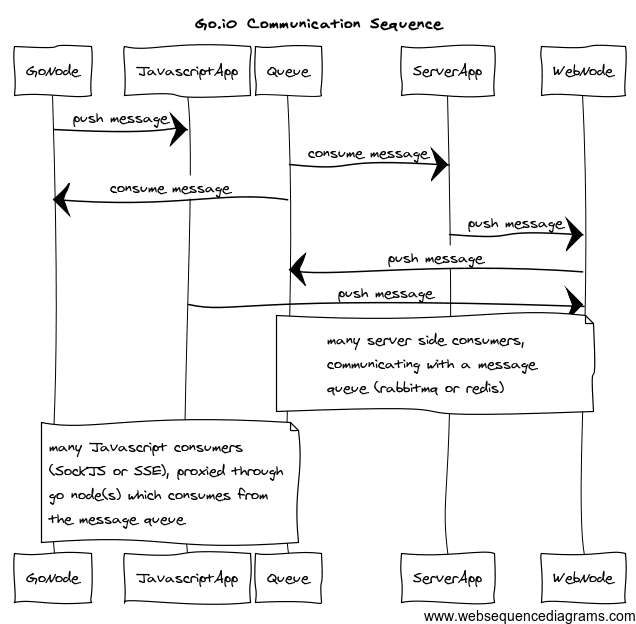 Go.io Communication Sequence
GoNode
JavascriptApp
Queue
ServerApp
WebNode
push message
consume message
consume message
push message
push message
push message
many server side consumers,
communicating with a message
queue (rabbitmq or redis)
many Javascript consumers
(SockJS or SSE), proxied through
go node(s) which consumes from
the message queue
GoNode
JavascriptApp
Queue
ServerApp
WebNode
www.websequencediagrams.com